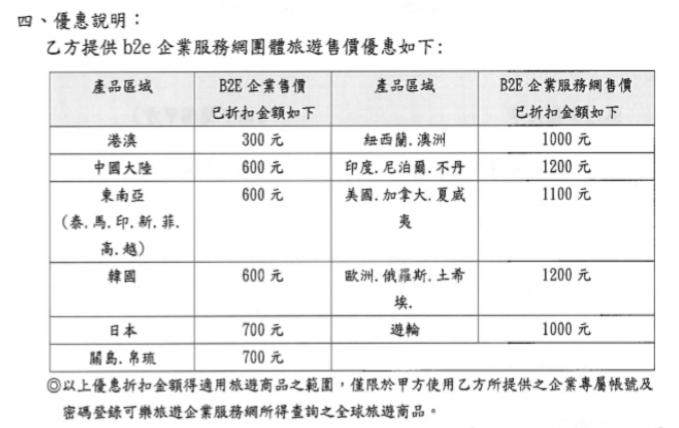 四、優惠說明：
乙方提供 b2e 企業服務網團體旅遊售價優惠如下:
產品區域 B2E 企業售價 產品區域 B2E 企業服務網售價
已折扣金額如下 已折扣金額如下
港澳 300 元 紐西蘭.澳洲 1000 元
中國大陸 600 元 印度.尼泊爾.不丹 1200 元
東南亞 600 元 美國.加拿大.夏威 1100 元
(泰.馬.印.新.菲. 夷
高.越)
韓國 600 元 歐洲.俄羅斯.土希 1200 元
埃.
日本 700 元 遊輪 1000 元
關島.帛琉 700 元
◎以上優惠折扣金額得適用旅遊商品之範圍，僅限於甲方使用乙方所提供之企業專屬帳號及
密碼登錄可樂旅遊企業服務網所得查詢之全球旅遊商品。